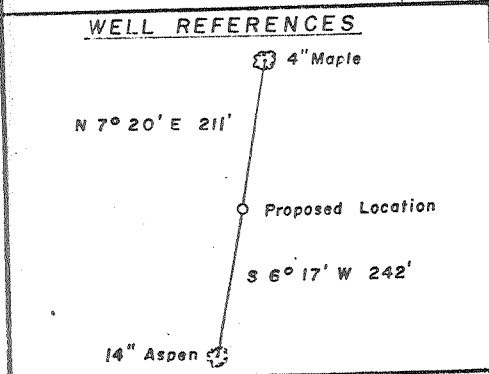 WELL REFERENCES
4" Maple
N 7° 20' E 211'
Proposed Location
S 6° 17' W 242'
14" Aspen